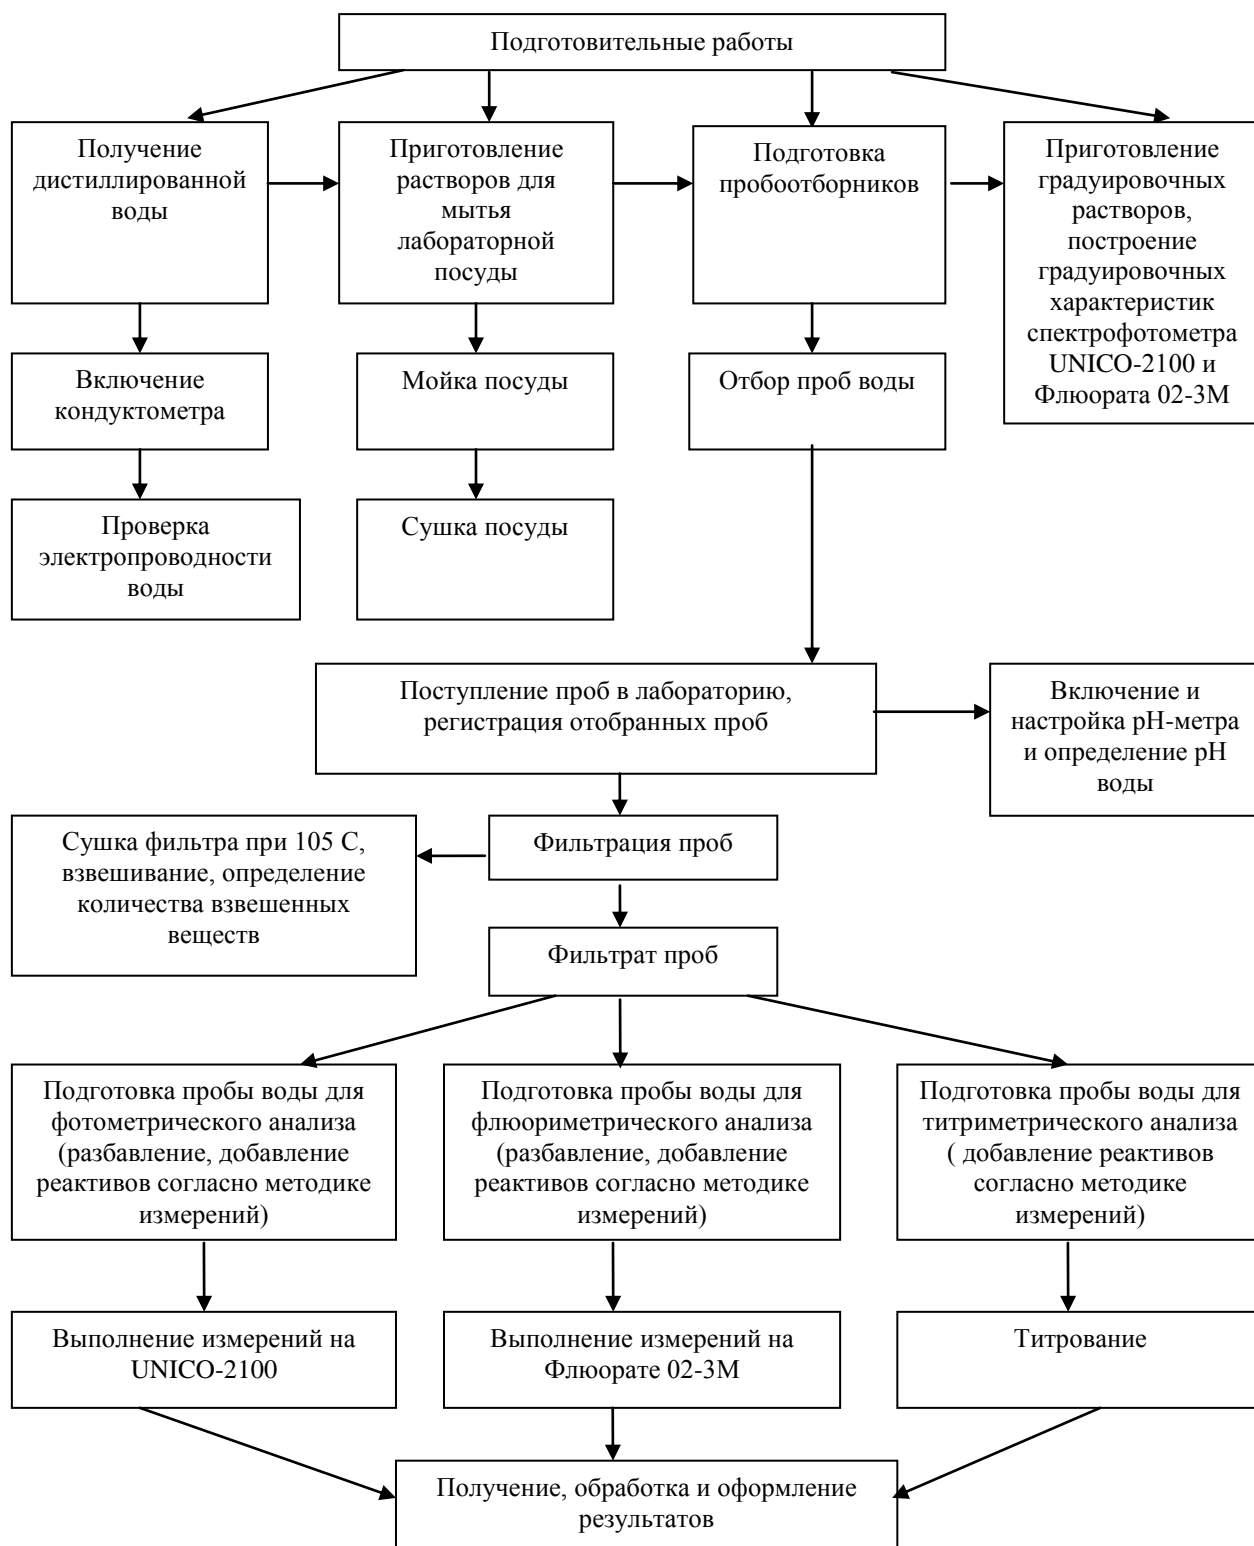 Подготовительные работы
Получение
дистиллированной
воды
Приготовление
растворов для
мытья
лабораторной
посуды
Подготовка
пробоотборников
Приготовление
градуировочных
растворов,
построение
градуировочных
характеристик
спектрофотометра
UNICO-2100 и
Флюората 02-3М
Включение
кондуктометра
Мойка посуды
Отбор проб воды
Проверка
электропроводности
воды
Сушка посуды
Поступление проб в лабораторию,
регистрация отобранных проб
Включение и
настройка рН-метра
и определение рН
воды
Сушка фильтра при 105 С,
взвешивание, определение
количества взвешенных
веществ
Фильтрация проб
Фильтрат проб
Подготовка пробы воды для
фотометрического анализа
(разбавление, добавление
реактивов согласно методике
измерений)
Подготовка пробы воды для
флюориметрического анализа
(разбавление, добавление
реактивов согласно методике
измерений)
Подготовка пробы воды для
титриметрического анализа
( добавление реактивов
согласно методике
измерений)
Выполнение измерений на
UNICO-2100
Выполнение измерений на
Флюорате 02-3М
Титрование
Получение, обработка и оформление
результатов